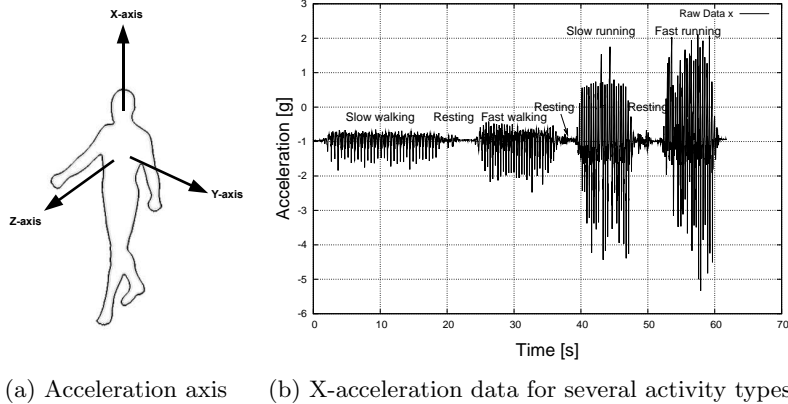 X-axis
Y-axis
Z-axis
(a) Acceleration axis
Raw Data x
Slow running
Fast running
Resting
Resting
Slow walking
Resting
Fast walking
Acceleration [g]
3
2
1
0
-1
-2
-3
-4
-5
-6
0 10 20 30 40 50 60 70
Time [s]
(b) X-acceleration data for several activity types